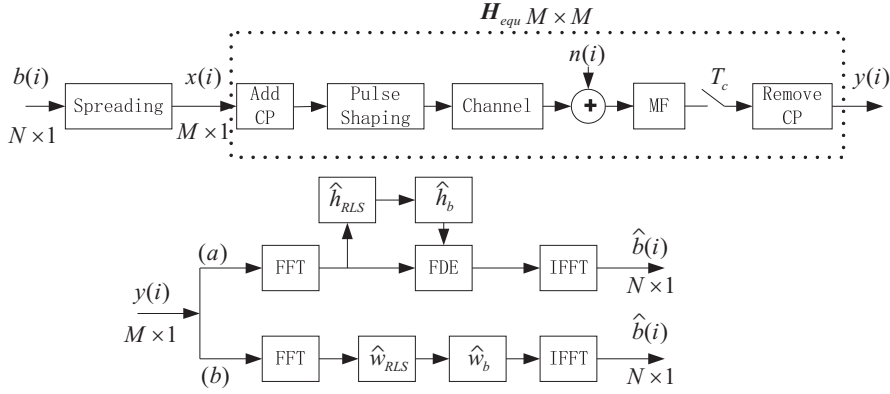 H_equ M × M
b(i)
N × 1
Spreading
x(i)
M × 1
Add
CP
Pulse
Shaping
Channel
n(i)
+
MF
T_c
Remove
CP
y(i)
ĥ_RLS
ĥ_b
(a)
FFT
FDE
IFFT
b̂(i)
N × 1
y(i)
M × 1
(b)
FFT
ŵ_RLS
ŵ_b
IFFT
b̂(i)
N × 1